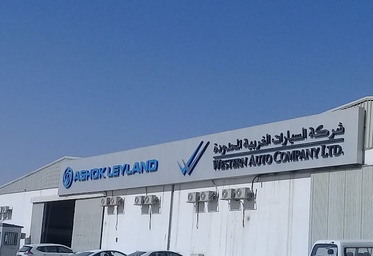 ASHOK LEYLAND
شركة السيارات الغربية المحدودة
WESTERN AUTO COMPANY LTD.